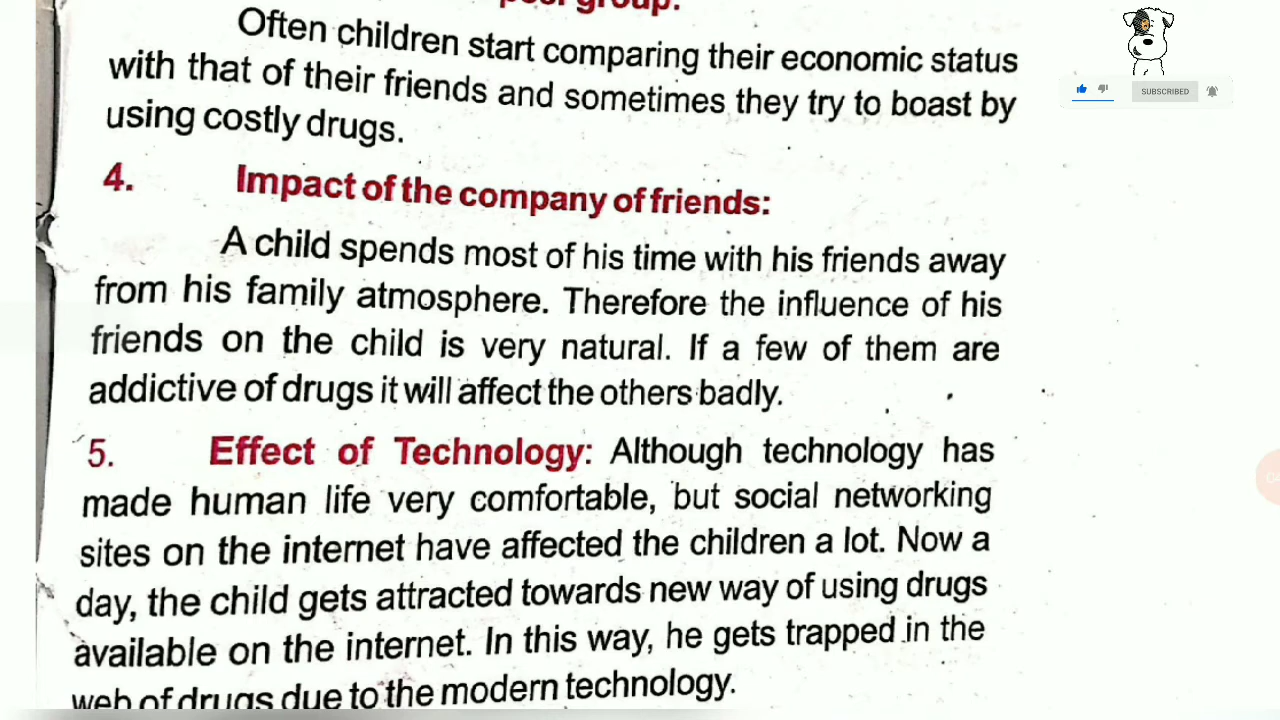 peer group:
Often children start comparing their economic status
with that of their friends and sometimes they try to boast by
using costly drugs.
4. Impact of the company of friends:
A child spends most of his time with his friends away
from his family atmosphere. Therefore the influence of his
friends on the child is very natural. If a few of them are
addictive of drugs it will affect the others badly.
5. Effect of Technology: Although technology has
made human life very comfortable, but social networking
sites on the internet have affected the children a lot. Now a
day, the child gets attracted towards new way of using drugs
available on the internet. In this way, he gets trapped in the
web of drugs due to the modern technology.
SUBSCRIBED